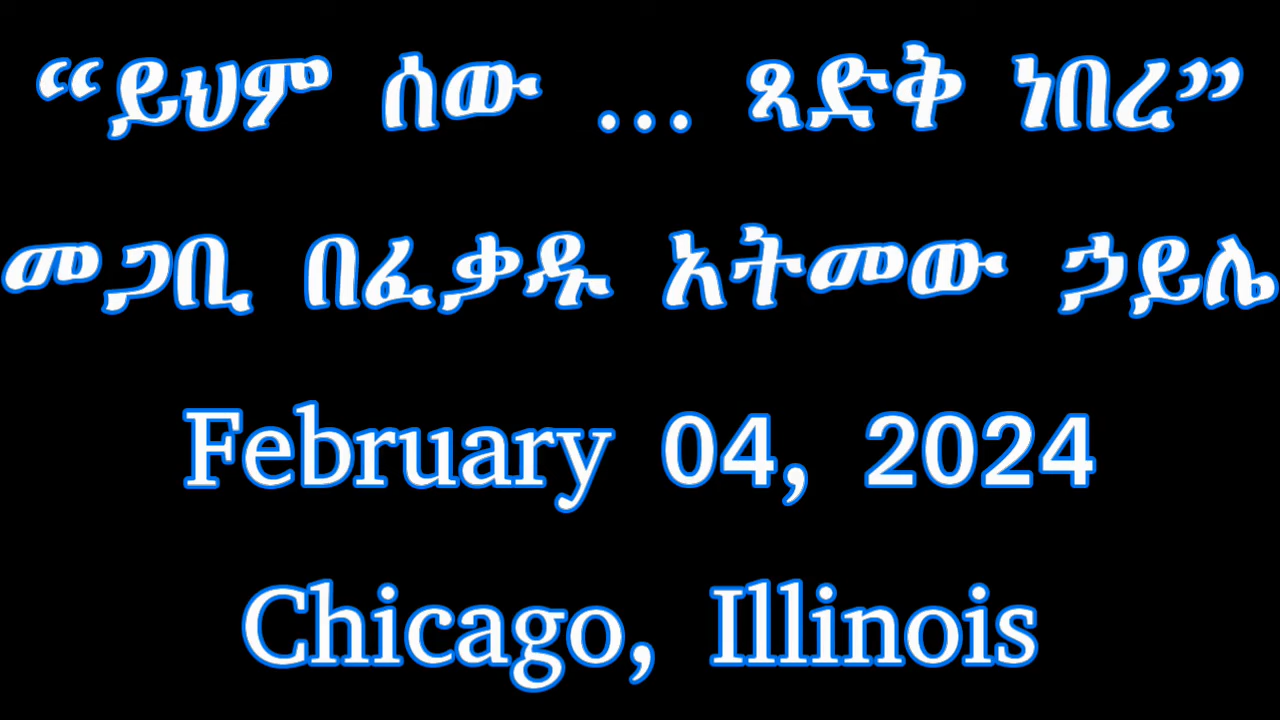 “ይህም ሰው ... ጻድቅ ነበረ”
መጋቢ በፈቃዱ አትመው ኃይሌ
February 04, 2024
Chicago, Illinois